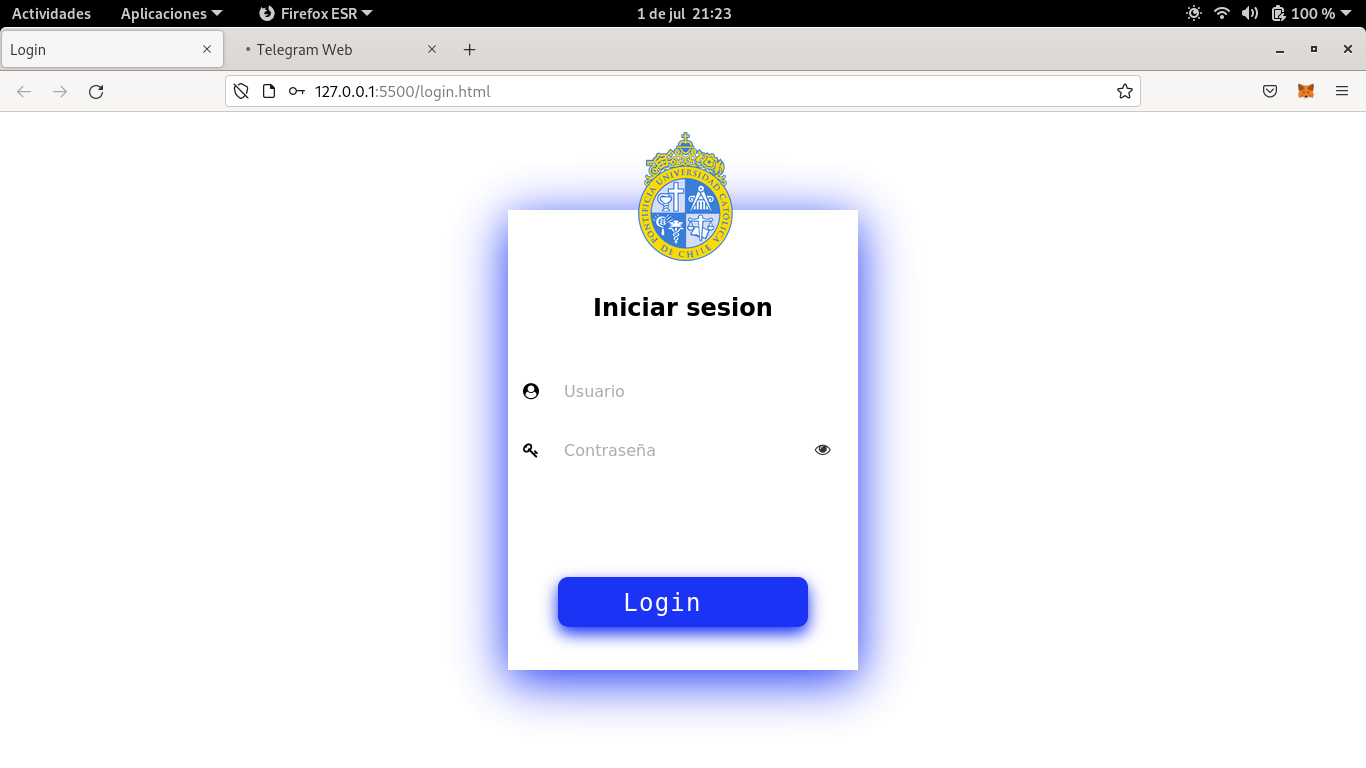 Actividades Aplicaciones Firefox ESR 1 de jul 21:23 100 %
Login Telegram Web
127.0.0.1:5500/login.html
PONTIFICIA UNIVERSIDAD CATOLICA DE CHILE
Iniciar sesion
Usuario
Contraseña
Login